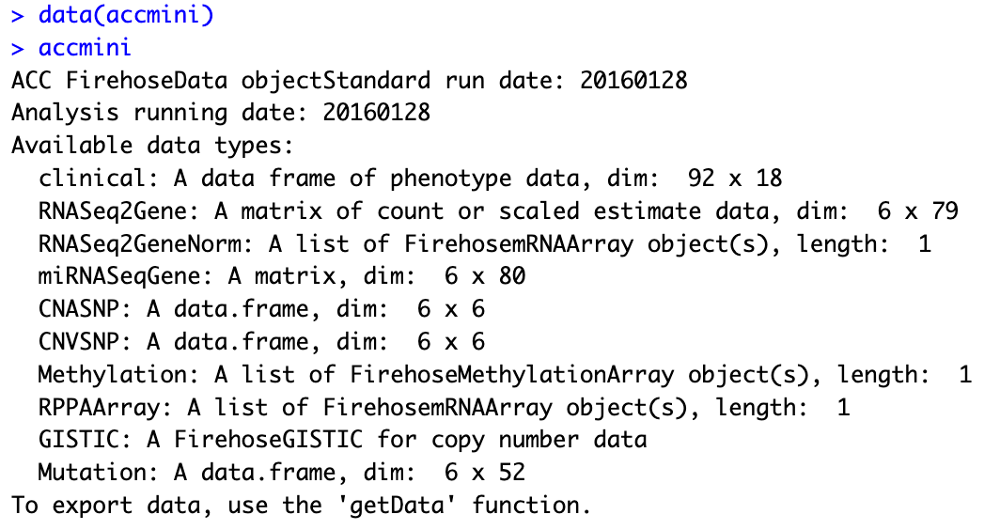 > data(accmini)
> accmini
ACC FirehoseData objectStandard run date: 20160128
Analysis running date: 20160128
Available data types:
  clinical: A data frame of phenotype data, dim:  92 x 18
  RNASeq2Gene: A matrix of count or scaled estimate data, dim:  6 x 79
  RNASeq2GeneNorm: A list of FirehosemRNAArray object(s), length:  1
  miRNASeqGene: A matrix, dim:  6 x 80
  CNASNP: A data.frame, dim:  6 x 6
  CNVSNP: A data.frame, dim:  6 x 6
  Methylation: A list of FirehoseMethylationArray object(s), length:  1
  RPPAArray: A list of FirehosemRNAArray object(s), length:  1
  GISTIC: A FirehoseGISTIC for copy number data
  Mutation: A data.frame, dim:  6 x 52
To export data, use the 'getData' function.